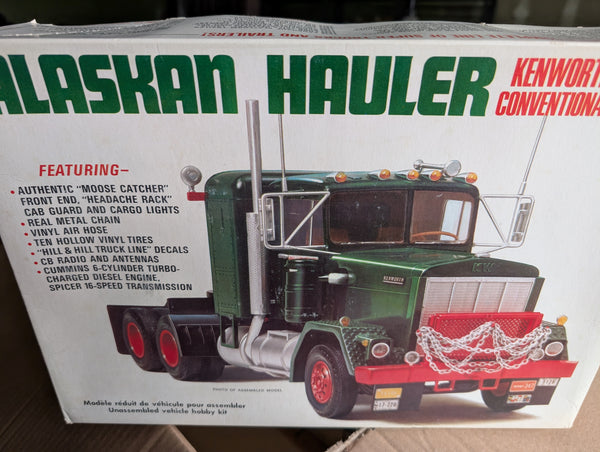 ALASKAN HAULER
KENWORTH
CONVENTIONAL
FEATURING–
• AUTHENTIC "MOOSE CATCHER"
FRONT END, "HEADACHE RACK"
CAB GUARD AND CARGO LIGHTS
• REAL METAL CHAIN
• VINYL AIR HOSE
• TEN HOLLOW VINYL TIRES
• "HILL & HILL TRUCK LINE" DECALS
• CB RADIO AND ANTENNAS
• CUMMINS 6-CYLINDER TURBO-
CHARGED DIESEL ENGINE,
SPICER 16-SPEED TRANSMISSION
KENWORTH
PHOTO OF ASSEMBLED MODEL
Modèle réduit de véhicule pour assembler
Unassembled vehicle hobby kit